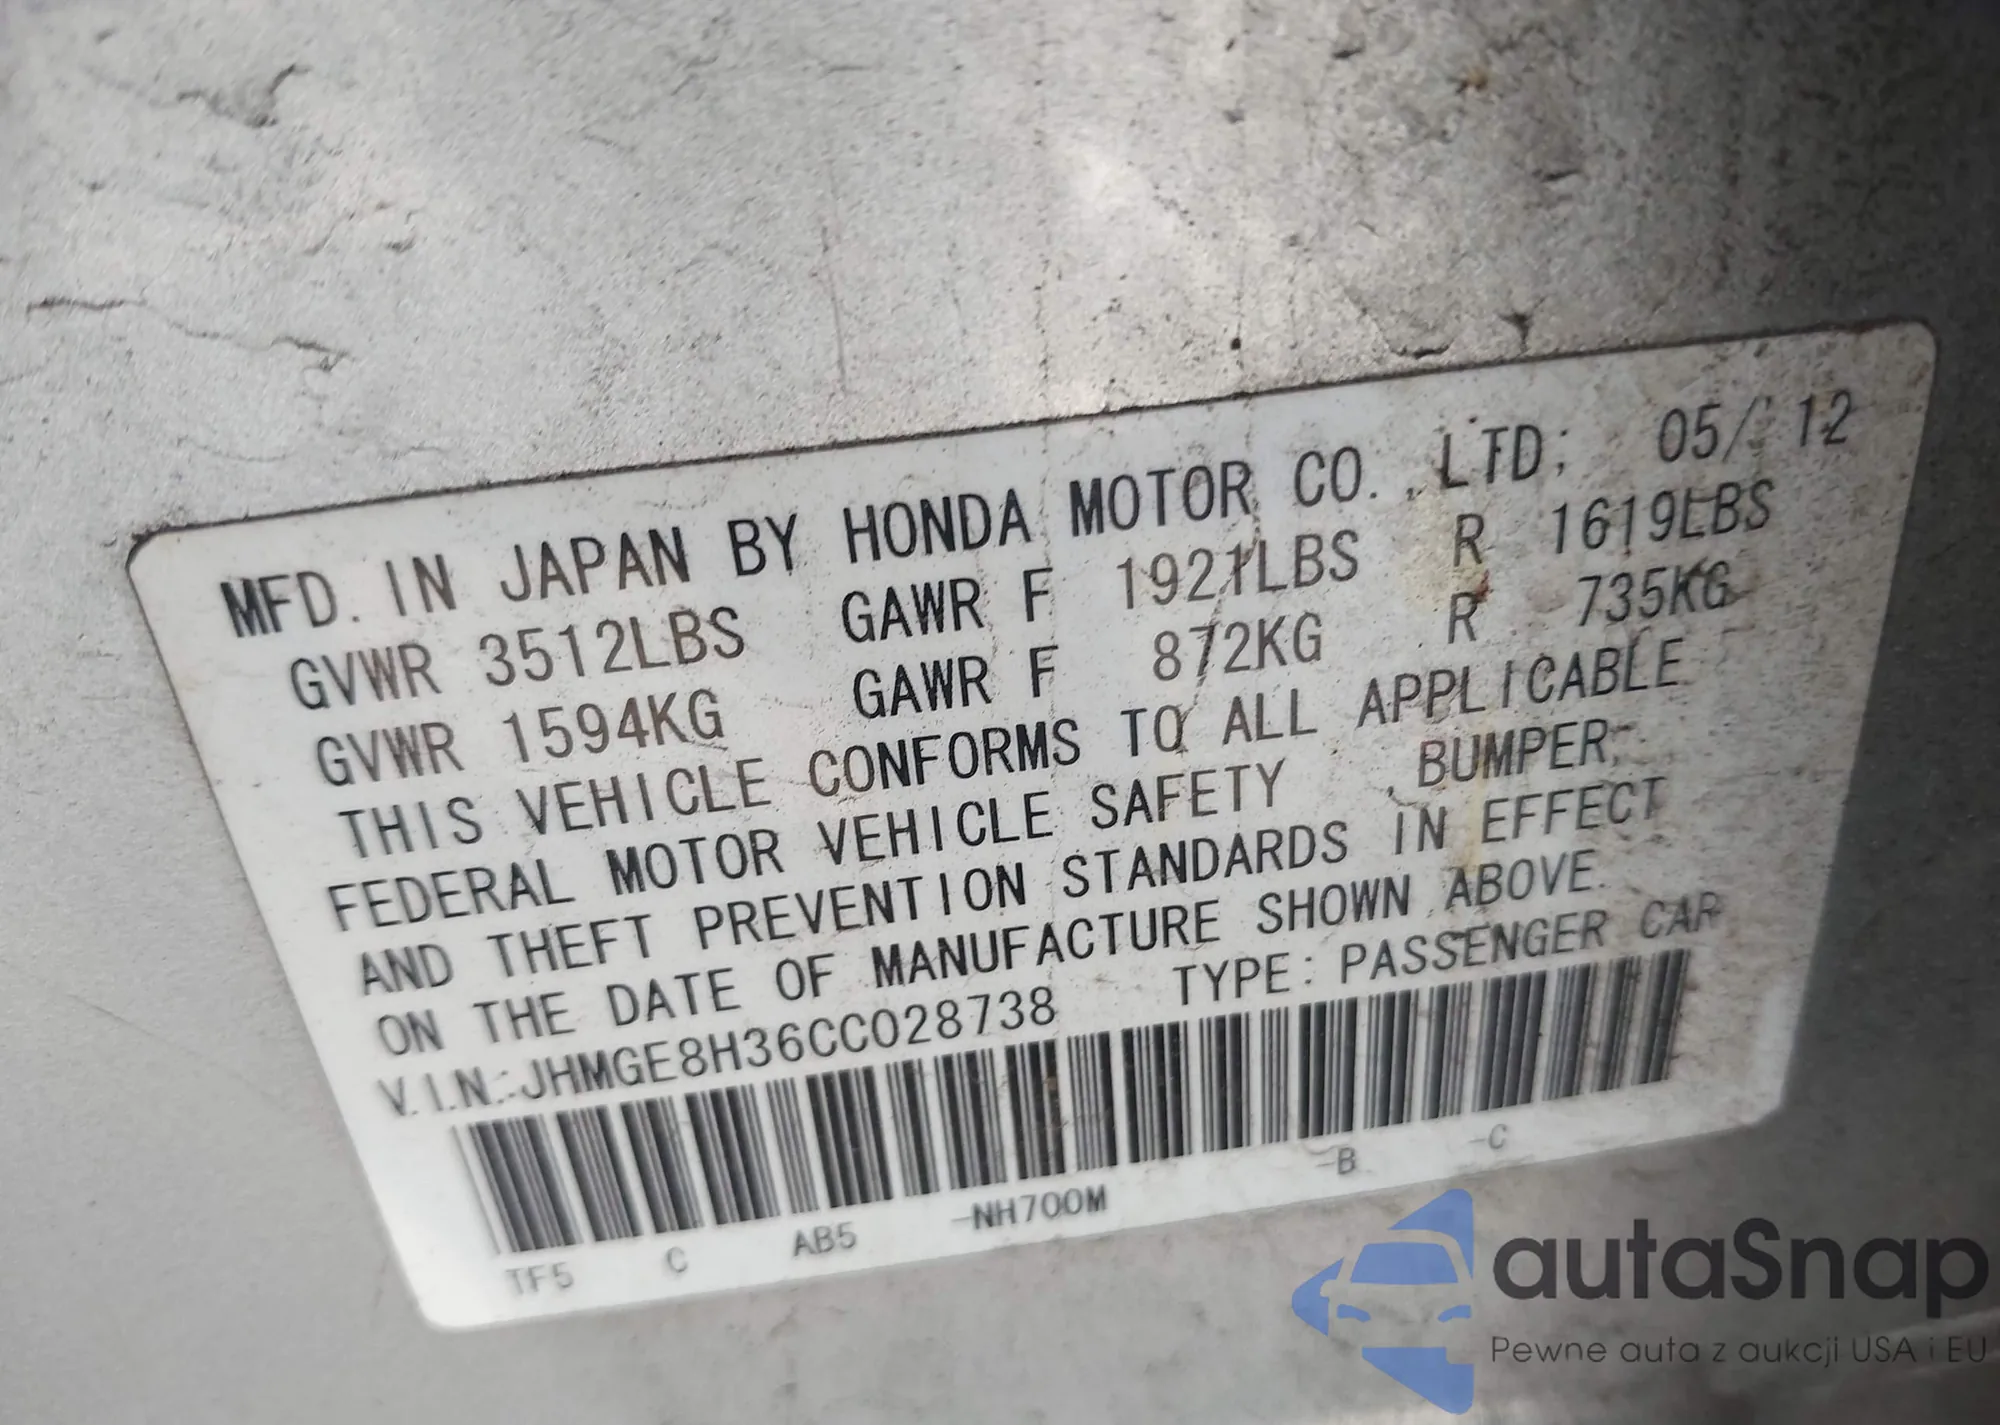 MFD. IN JAPAN BY HONDA MOTOR CO., LTD; 05/ 12
GVWR 3512LBS GAWR F 1921LBS R 1619LBS
GVWR 1594KG GAWR F 872KG R 735KG
THIS VEHICLE CONFORMS TO ALL APPLICABLE
FEDERAL MOTOR VEHICLE SAFETY , BUMPER,
AND THEFT PREVENTION STANDARDS IN EFFECT
ON THE DATE OF MANUFACTURE SHOWN ABOVE.
V.I.N.:JHMGE8H36CC028738 TYPE: PASSENGER CAR
TF5 C AB5 -NH700M -B -C
autaSnap
Pewne auta z aukcji USA i EU